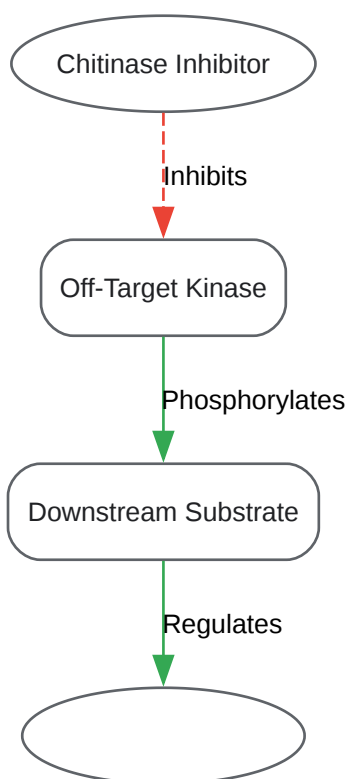 Chitinase Inhibitor
Inhibits
Off-Target Kinase
Phosphorylates
Downstream Substrate
Regulates